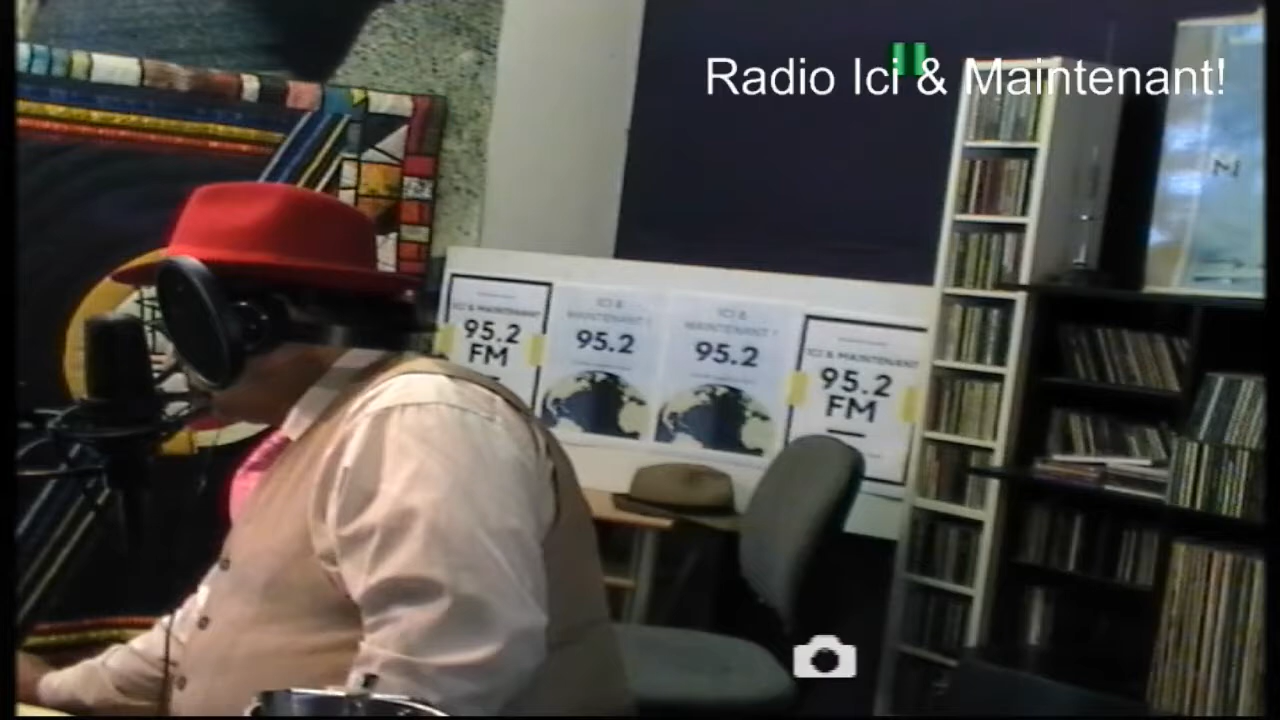 Radio Ici & Maintenant!
ICI & MAINTENANT
95.2
FM
ICI &
MAINTENANT !
95.2
ICI &
MAINTENANT !
95.2
ICI & MAINTENANT
95.2
FM
Z